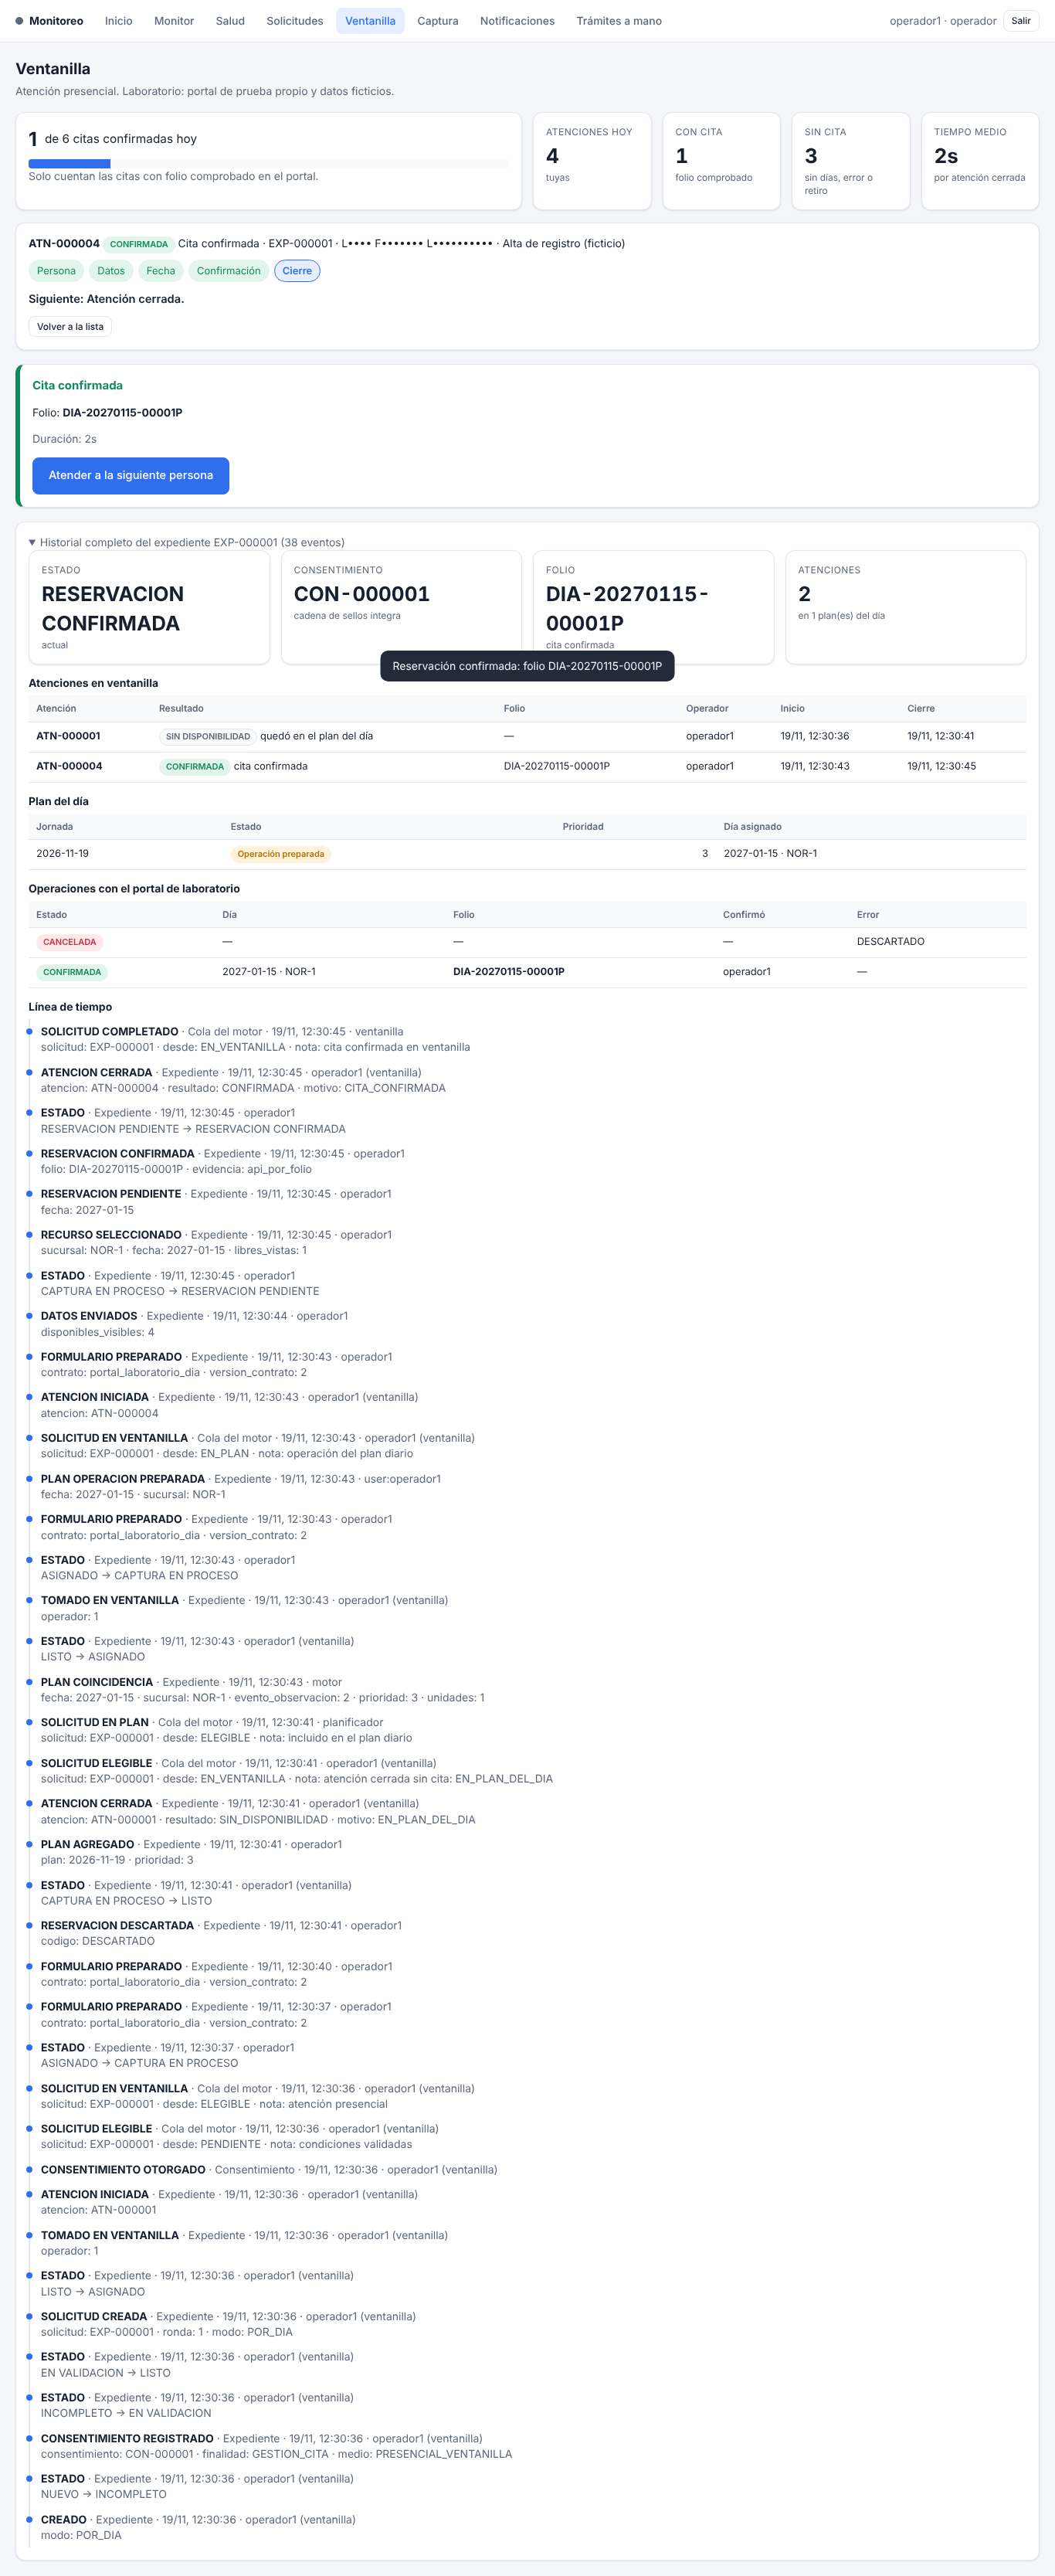 Monitoreo Inicio Monitor Salud Solicitudes Ventanilla Captura Notificaciones Trámites a mano operador1 · operador Salir
Ventanilla
Atención presencial. Laboratorio: portal de prueba propio y datos ficticios.
1 de 6 citas confirmadas hoy
Solo cuentan las citas con folio comprobado en el portal.
ATENCIONES HOY
4
tuyas
CON CITA
1
folio comprobado
SIN CITA
3
sin días, error o
retiro
TIEMPO MEDIO
2s
por atención cerrada
ATN-000004 CONFIRMADA Cita confirmada · EXP-000001 · L•••• F••••••• L•••••••••• · Alta de registro (ficticio)
Persona Datos Fecha Confirmación Cierre
Siguiente: Atención cerrada.
Volver a la lista
Cita confirmada
Folio: DIA-20270115-00001P
Duración: 2s
Atender a la siguiente persona
▼ Historial completo del expediente EXP-000001 (38 eventos)
ESTADO
RESERVACION
CONFIRMADA
actual
CONSENTIMIENTO
CON-000001
cadena de sellos íntegra
FOLIO
DIA-20270115-
00001P
cita confirmada
ATENCIONES
2
en 1 plan(es) del día
Reservación confirmada: folio DIA-20270115-00001P
Atenciones en ventanilla
Atención Resultado Folio Operador Inicio Cierre
ATN-000001 SIN DISPONIBILIDAD quedó en el plan del día — operador1 19/11, 12:30:36 19/11, 12:30:41
ATN-000004 CONFIRMADA cita confirmada DIA-20270115-00001P operador1 19/11, 12:30:43 19/11, 12:30:45
Plan del día
Jornada Estado Prioridad Día asignado
2026-11-19 Operación preparada 3 2027-01-15 · NOR-1
Operaciones con el portal de laboratorio
Estado Día Folio Confirmó Error
CANCELADA — — — DESCARTADO
CONFIRMADA 2027-01-15 · NOR-1 DIA-20270115-00001P operador1 —
Línea de tiempo
SOLICITUD COMPLETADO · Cola del motor · 19/11, 12:30:45 · ventanilla
solicitud: EXP-000001 · desde: EN_VENTANILLA · nota: cita confirmada en ventanilla
ATENCION CERRADA · Expediente · 19/11, 12:30:45 · operador1 (ventanilla)
atencion: ATN-000004 · resultado: CONFIRMADA · motivo: CITA_CONFIRMADA
ESTADO · Expediente · 19/11, 12:30:45 · operador1
RESERVACION PENDIENTE → RESERVACION CONFIRMADA
RESERVACION CONFIRMADA · Expediente · 19/11, 12:30:45 · operador1
folio: DIA-20270115-00001P · evidencia: api_por_folio
RESERVACION PENDIENTE · Expediente · 19/11, 12:30:45 · operador1
fecha: 2027-01-15
RECURSO SELECCIONADO · Expediente · 19/11, 12:30:45 · operador1
sucursal: NOR-1 · fecha: 2027-01-15 · libres_vistas: 1
ESTADO · Expediente · 19/11, 12:30:45 · operador1
CAPTURA EN PROCESO → RESERVACION PENDIENTE
DATOS ENVIADOS · Expediente · 19/11, 12:30:44 · operador1
disponibles_visibles: 4
FORMULARIO PREPARADO · Expediente · 19/11, 12:30:43 · operador1
contrato: portal_laboratorio_dia · version_contrato: 2
ATENCION INICIADA · Expediente · 19/11, 12:30:43 · operador1 (ventanilla)
atencion: ATN-000004
SOLICITUD EN VENTANILLA · Cola del motor · 19/11, 12:30:43 · operador1 (ventanilla)
solicitud: EXP-000001 · desde: EN_PLAN · nota: operación del plan diario
PLAN OPERACION PREPARADA · Expediente · 19/11, 12:30:43 · user:operador1
fecha: 2027-01-15 · sucursal: NOR-1
FORMULARIO PREPARADO · Expediente · 19/11, 12:30:43 · operador1
contrato: portal_laboratorio_dia · version_contrato: 2
ESTADO · Expediente · 19/11, 12:30:43 · operador1
ASIGNADO → CAPTURA EN PROCESO
TOMADO EN VENTANILLA · Expediente · 19/11, 12:30:43 · operador1 (ventanilla)
operador: 1
ESTADO · Expediente · 19/11, 12:30:43 · operador1 (ventanilla)
LISTO → ASIGNADO
PLAN COINCIDENCIA · Expediente · 19/11, 12:30:43 · motor
fecha: 2027-01-15 · sucursal: NOR-1 · evento_observacion: 2 · prioridad: 3 · unidades: 1
SOLICITUD EN PLAN · Cola del motor · 19/11, 12:30:41 · planificador
solicitud: EXP-000001 · desde: ELEGIBLE · nota: incluido en el plan diario
SOLICITUD ELEGIBLE · Cola del motor · 19/11, 12:30:41 · operador1 (ventanilla)
solicitud: EXP-000001 · desde: EN_VENTANILLA · nota: atención cerrada sin cita: EN_PLAN_DEL_DIA
ATENCION CERRADA · Expediente · 19/11, 12:30:41 · operador1 (ventanilla)
atencion: ATN-000001 · resultado: SIN_DISPONIBILIDAD · motivo: EN_PLAN_DEL_DIA
PLAN AGREGADO · Expediente · 19/11, 12:30:41 · operador1
plan: 2026-11-19 · prioridad: 3
ESTADO · Expediente · 19/11, 12:30:41 · operador1 (ventanilla)
CAPTURA EN PROCESO → LISTO
RESERVACION DESCARTADA · Expediente · 19/11, 12:30:41 · operador1
codigo: DESCARTADO
FORMULARIO PREPARADO · Expediente · 19/11, 12:30:40 · operador1
contrato: portal_laboratorio_dia · version_contrato: 2
FORMULARIO PREPARADO · Expediente · 19/11, 12:30:37 · operador1
contrato: portal_laboratorio_dia · version_contrato: 2
ESTADO · Expediente · 19/11, 12:30:37 · operador1
ASIGNADO → CAPTURA EN PROCESO
SOLICITUD EN VENTANILLA · Cola del motor · 19/11, 12:30:36 · operador1 (ventanilla)
solicitud: EXP-000001 · desde: ELEGIBLE · nota: atención presencial
SOLICITUD ELEGIBLE · Cola del motor · 19/11, 12:30:36 · operador1 (ventanilla)
solicitud: EXP-000001 · desde: PENDIENTE · nota: condiciones validadas
CONSENTIMIENTO OTORGADO · Consentimiento · 19/11, 12:30:36 · operador1 (ventanilla)
ATENCION INICIADA · Expediente · 19/11, 12:30:36 · operador1 (ventanilla)
atencion: ATN-000001
TOMADO EN VENTANILLA · Expediente · 19/11, 12:30:36 · operador1 (ventanilla)
operador: 1
ESTADO · Expediente · 19/11, 12:30:36 · operador1 (ventanilla)
LISTO → ASIGNADO
SOLICITUD CREADA · Expediente · 19/11, 12:30:36 · operador1 (ventanilla)
solicitud: EXP-000001 · ronda: 1 · modo: POR_DIA
ESTADO · Expediente · 19/11, 12:30:36 · operador1 (ventanilla)
EN VALIDACION → LISTO
ESTADO · Expediente · 19/11, 12:30:36 · operador1 (ventanilla)
INCOMPLETO → EN VALIDACION
CONSENTIMIENTO REGISTRADO · Expediente · 19/11, 12:30:36 · operador1 (ventanilla)
consentimiento: CON-000001 · finalidad: GESTION_CITA · medio: PRESENCIAL_VENTANILLA
ESTADO · Expediente · 19/11, 12:30:36 · operador1 (ventanilla)
NUEVO → INCOMPLETO
CREADO · Expediente · 19/11, 12:30:36 · operador1 (ventanilla)
modo: POR_DIA